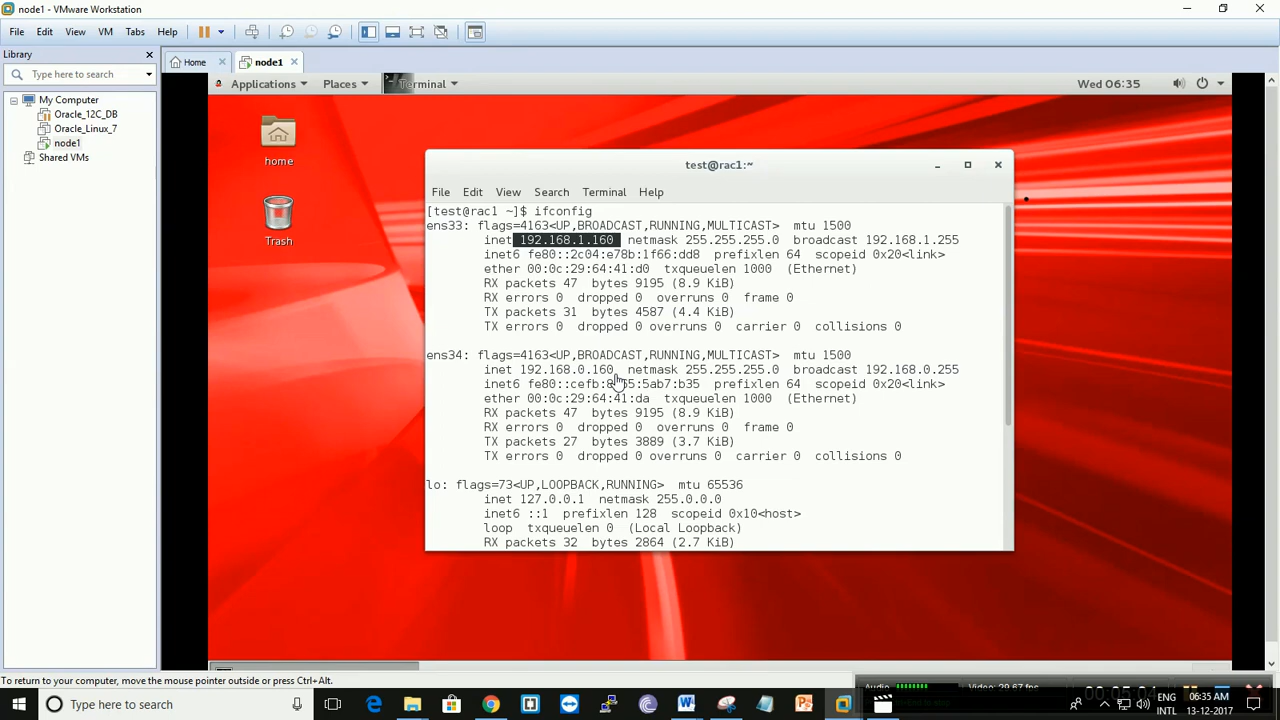 node1 - VMware Workstation
File Edit View VM Tabs Help
Library
Type here to search
My Computer
Oracle_12C_DB
Oracle_Linux_7
node1
Shared VMs
Home
node1
Applications Places Terminal
Wed 06:35
home
Trash
test@rac1:~
File Edit View Search Terminal Help
[test@rac1 ~]$ ifconfig
ens33: flags=4163<UP,BROADCAST,RUNNING,MULTICAST> mtu 1500
inet 192.168.1.160 netmask 255.255.255.0 broadcast 192.168.1.255
inet6 fe80::2c04:e78b:1f66:dd8 prefixlen 64 scopeid 0x20<link>
ether 00:0c:29:64:41:d0 txqueuelen 1000 (Ethernet)
RX packets 47 bytes 9195 (8.9 KiB)
RX errors 0 dropped 0 overruns 0 frame 0
TX packets 31 bytes 4587 (4.4 KiB)
TX errors 0 dropped 0 overruns 0 carrier 0 collisions 0
ens34: flags=4163<UP,BROADCAST,RUNNING,MULTICAST> mtu 1500
inet 192.168.0.160 netmask 255.255.255.0 broadcast 192.168.0.255
inet6 prefixlen 64 scopeid 0x20<link>
ether 00:0c:29:64:41:da txqueuelen 1000 (Ethernet)
RX packets 47 bytes 9195 (8.9 KiB)
RX errors 0 dropped 0 overruns 0 frame 0
TX packets 27 bytes 3889 (3.7 KiB)
TX errors 0 dropped 0 overruns 0 carrier 0 collisions 0
lo: flags=73<UP,LOOPBACK,RUNNING> mtu 65536
inet 127.0.0.1 netmask 255.0.0.0
inet6 ::1 prefixlen 128 scopeid 0x10<host>
loop txqueuelen 0 (Local Loopback)
RX packets 32 bytes 2864 (2.7 KiB)
To return to your computer, move the mouse pointer outside or press Ctrl+Alt.
Type here to search
ENG
INTL
06:35 AM
13-12-2017